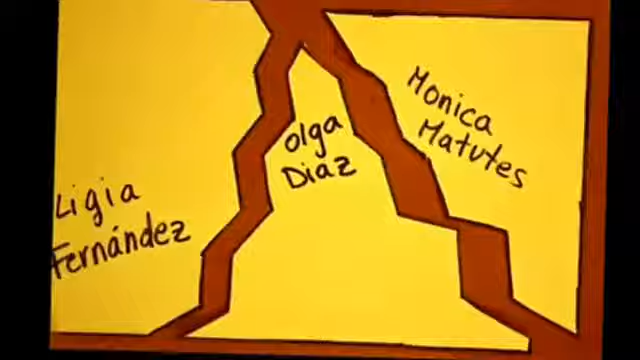 Ligia
Fernández
Olga
Diaz
Monica
Matutes